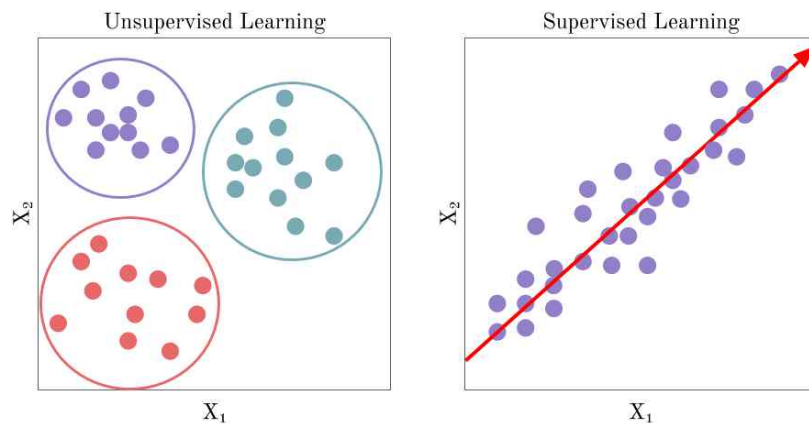 Unsupervised Learning
X₂
X₁
Supervised Learning
X₂
X₁